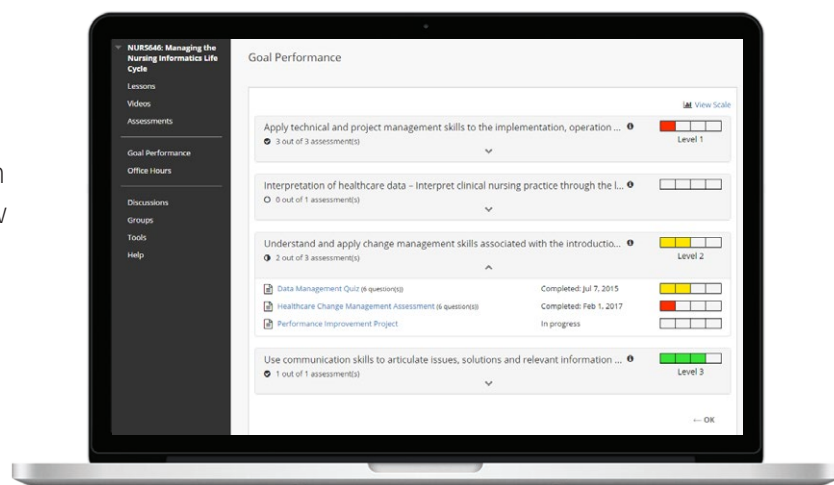 NURS646: Managing the
Nursing Informatics Life
Cycle
Lessons
Videos
Assessments
Goal Performance
Office Hours
Discussions
Groups
Tools
Help
Goal Performance
View Scale
Apply technical and project management skills to the implementation, operation ...
3 out of 3 assessment(s)
Level 1
Interpretation of healthcare data – Interpret clinical nursing practice through the l...
0 out of 1 assessment(s)
Understand and apply change management skills associated with the introductio...
2 out of 3 assessment(s)
Level 2
Data Management Quiz (6 question(s)) Completed: Jul 7, 2015
Healthcare Change Management Assessment (6 question(s)) Completed: Feb 1, 2017
Performance Improvement Project In progress
Use communication skills to articulate issues, solutions and relevant information ...
1 out of 1 assessment(s)
Level 3
← OK